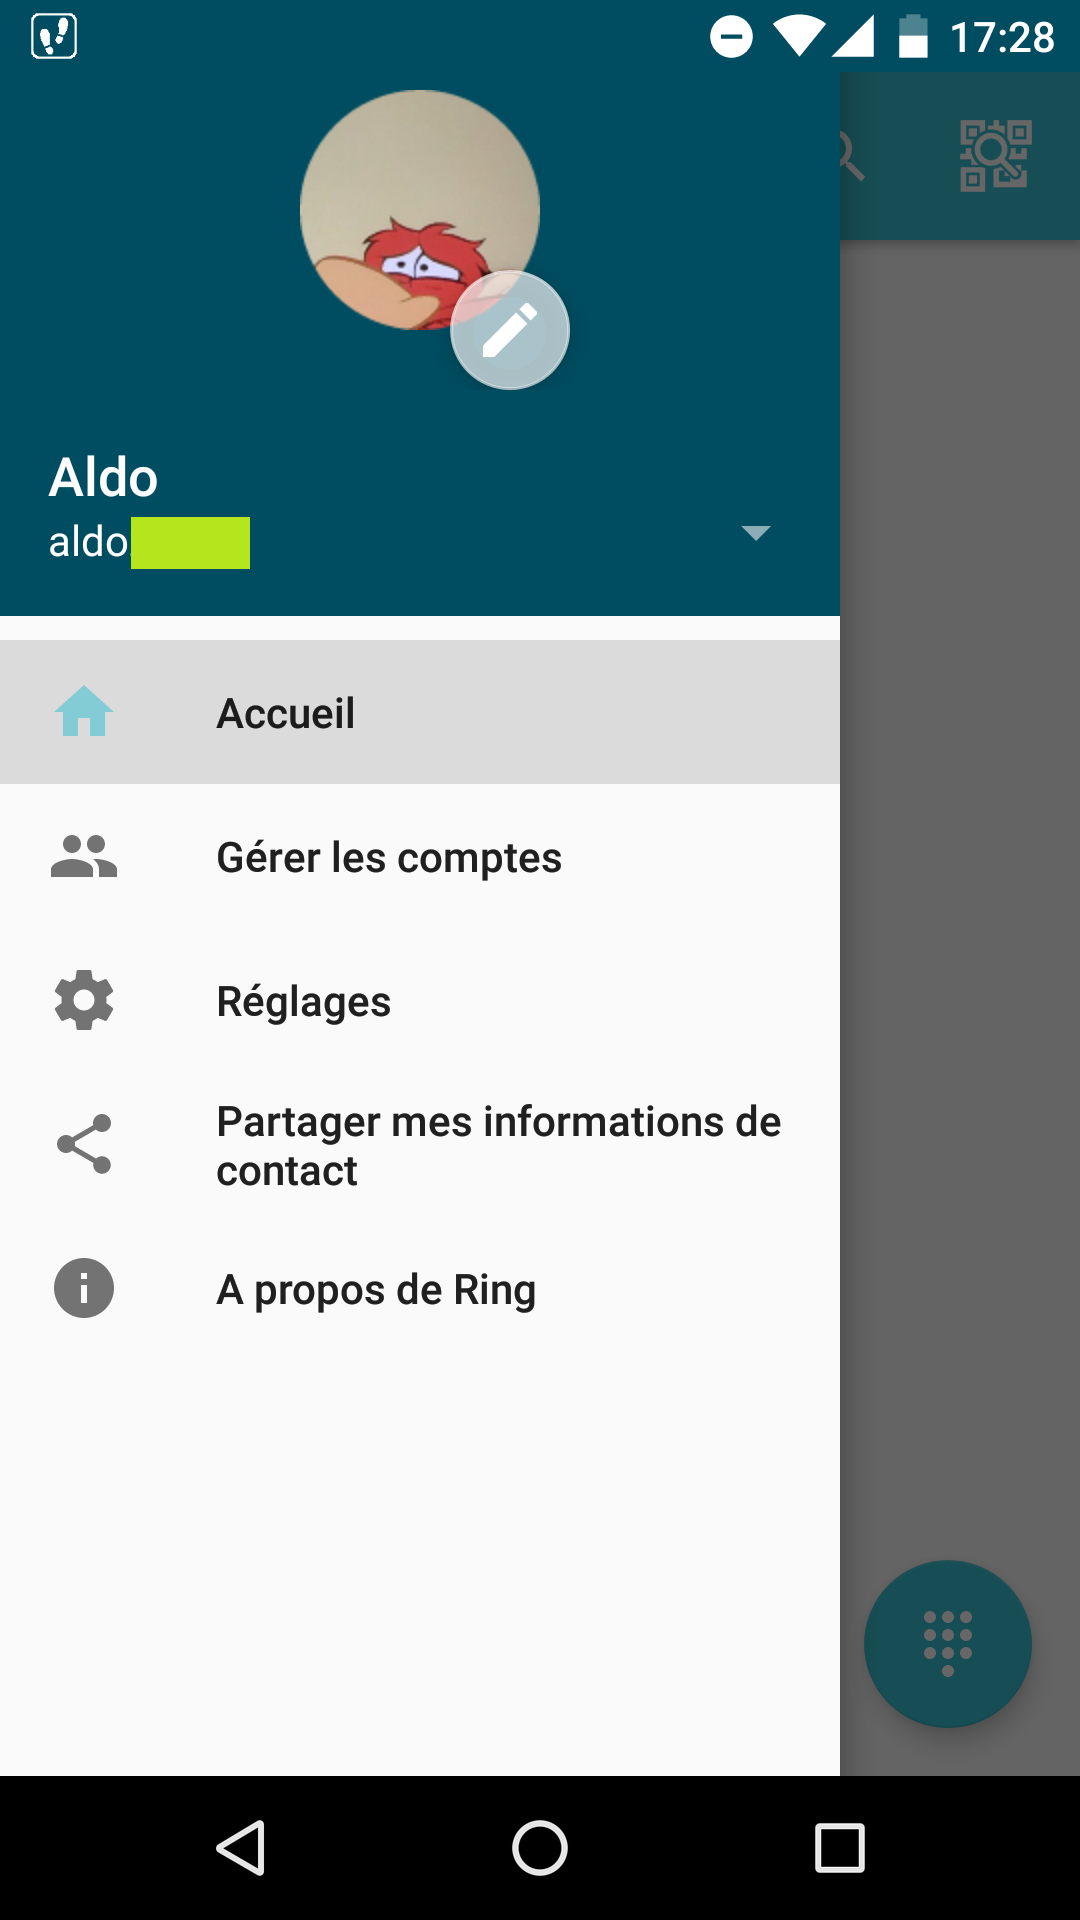 17:28
Aldo
aldo
Accueil
Gérer les comptes
Réglages
Partager mes informations de
contact
A propos de Ring